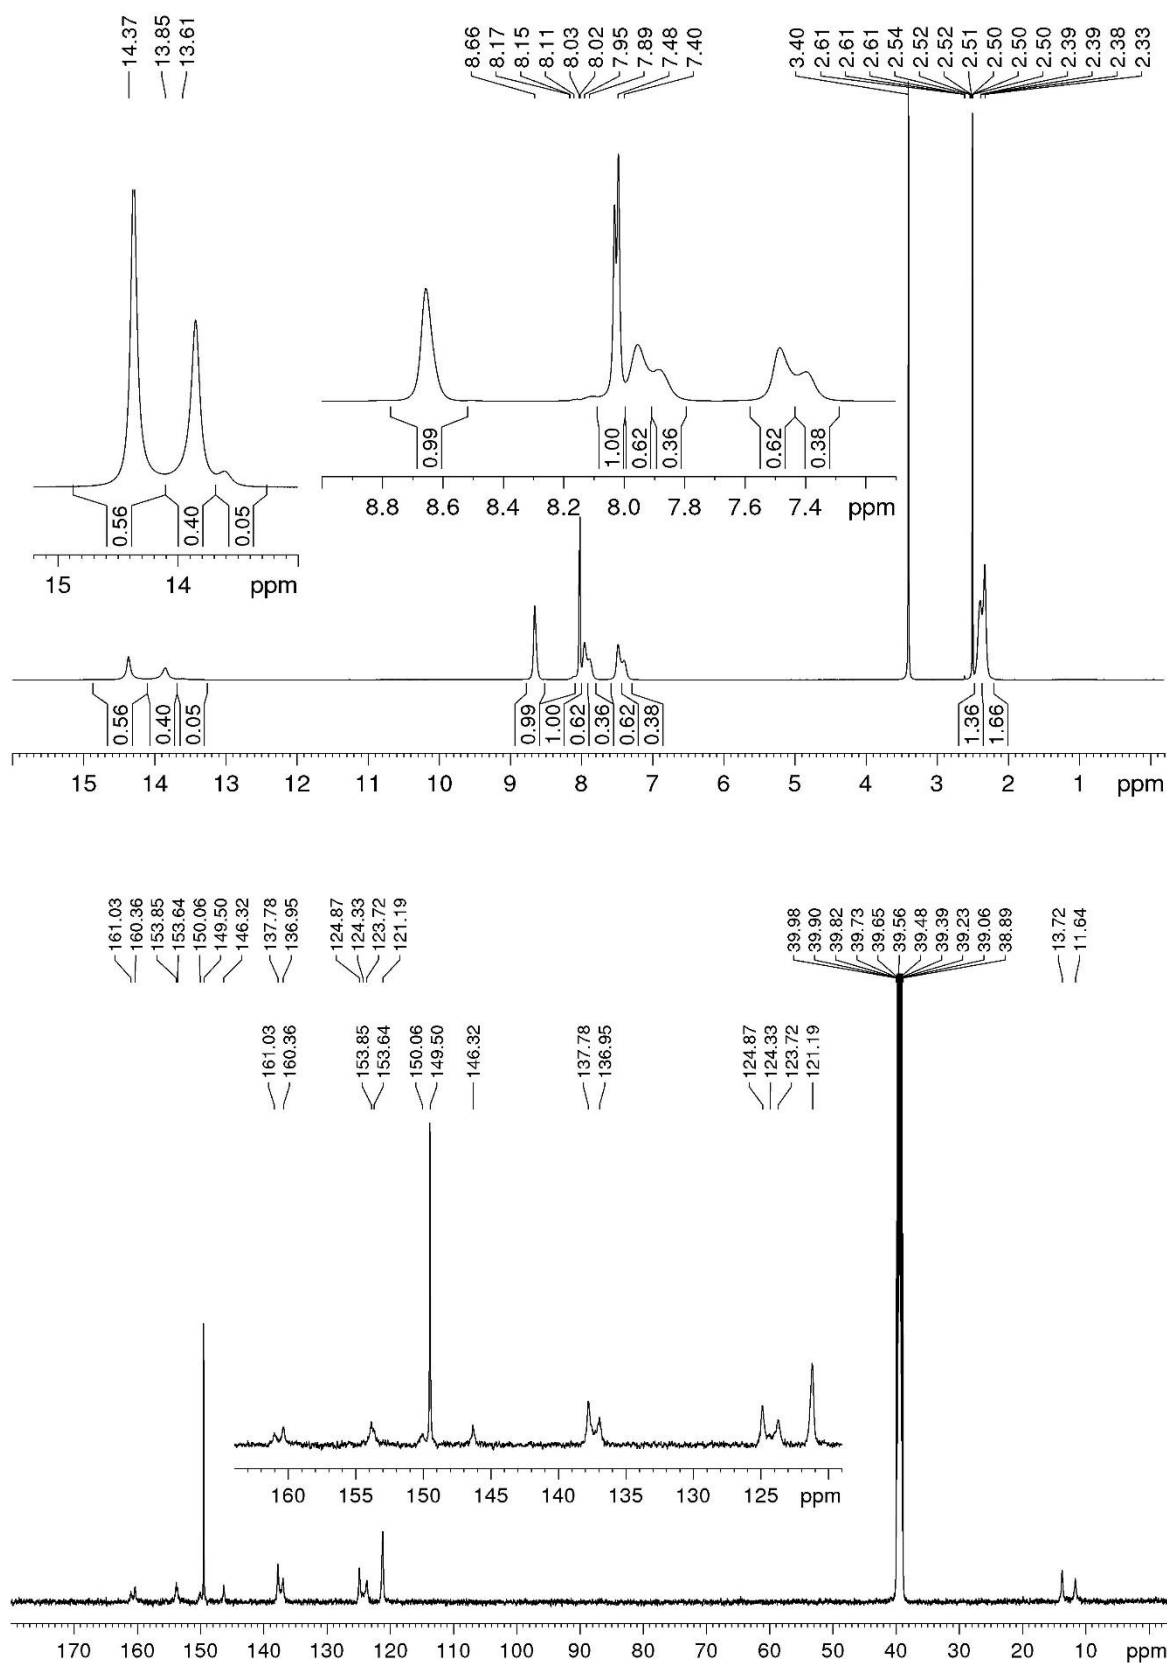 14.37 13.85 13.61 8.66 8.17 8.15 8.11 8.03 8.02 7.95 7.89 7.48 7.40 3.40 2.61 2.61 2.61 2.54 2.52 2.52 2.51 2.50 2.50 2.50 2.39 2.39 2.38 2.33
0.99 1.00 0.62 0.36 0.62 0.38
8.8 8.6 8.4 8.2 8.0 7.8 7.6 7.4 ppm
0.56 0.40 0.05
15 14 ppm
0.56 0.40 0.05 0.99 1.00 0.62 0.36 0.62 0.38 1.36 1.66
15 14 13 12 11 10 9 8 7 6 5 4 3 2 1 ppm
161.03 160.36 153.85 153.64 150.06 149.50 146.32 137.78 136.95 124.87 124.33 123.72 121.19 39.98 39.90 39.82 39.73 39.65 39.56 39.48 39.39 39.23 39.06 38.89 13.72 11.64
161.03 160.36 153.85 153.64 150.06 149.50 146.32 137.78 136.95 124.87 124.33 123.72 121.19
160 155 150 145 140 135 130 125 ppm
170 160 150 140 130 120 110 100 90 80 70 60 50 40 30 20 10 ppm